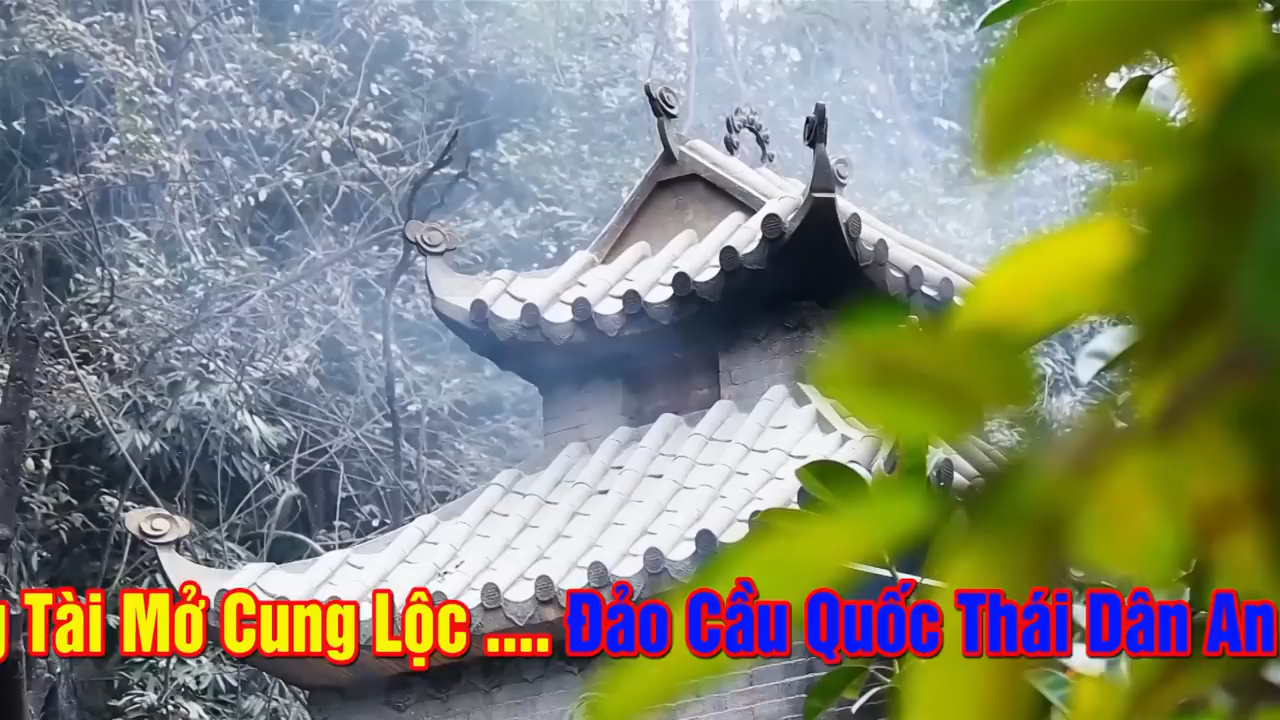 Tài Mở Cung Lộc .... Đảo Cầu Quốc Thái Dân An